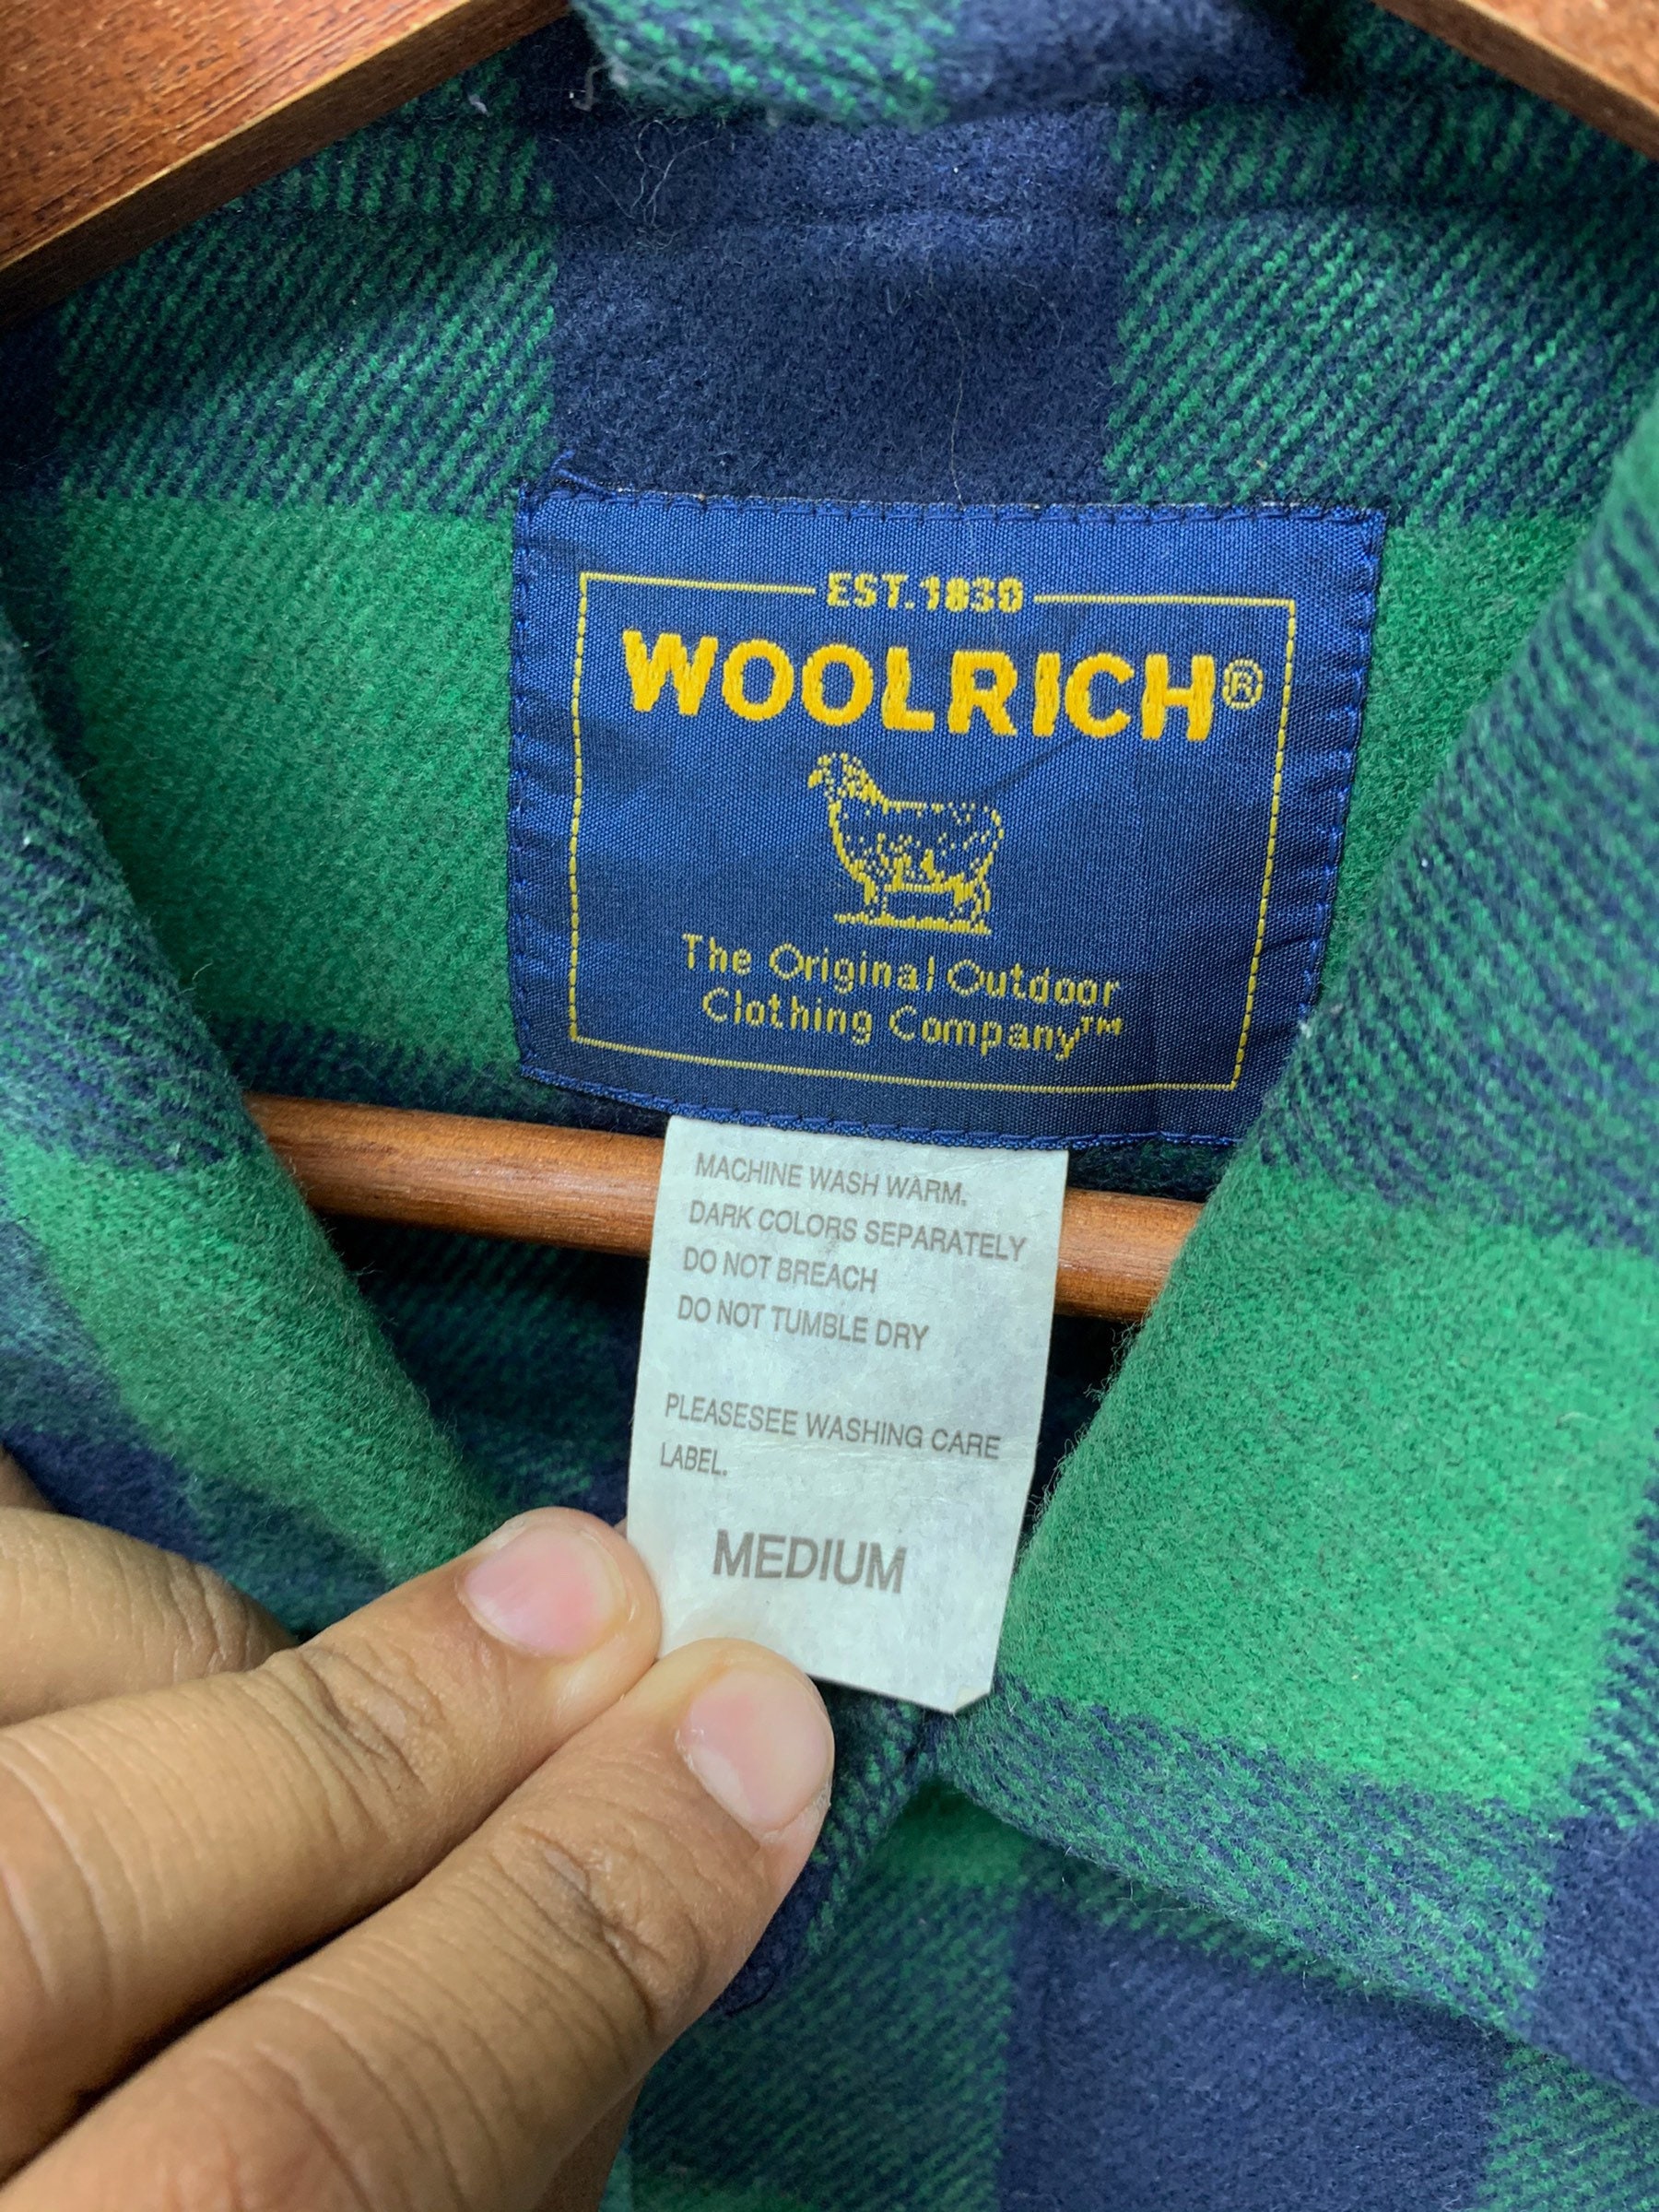 EST.1830
WOOLRICH®
The Original Outdoor
Clothing Company™
MACHINE WASH WARM.
DARK COLORS SEPARATELY
DO NOT BREACH
DO NOT TUMBLE DRY
PLEASESEE WASHING CARE
LABEL.
MEDIUM